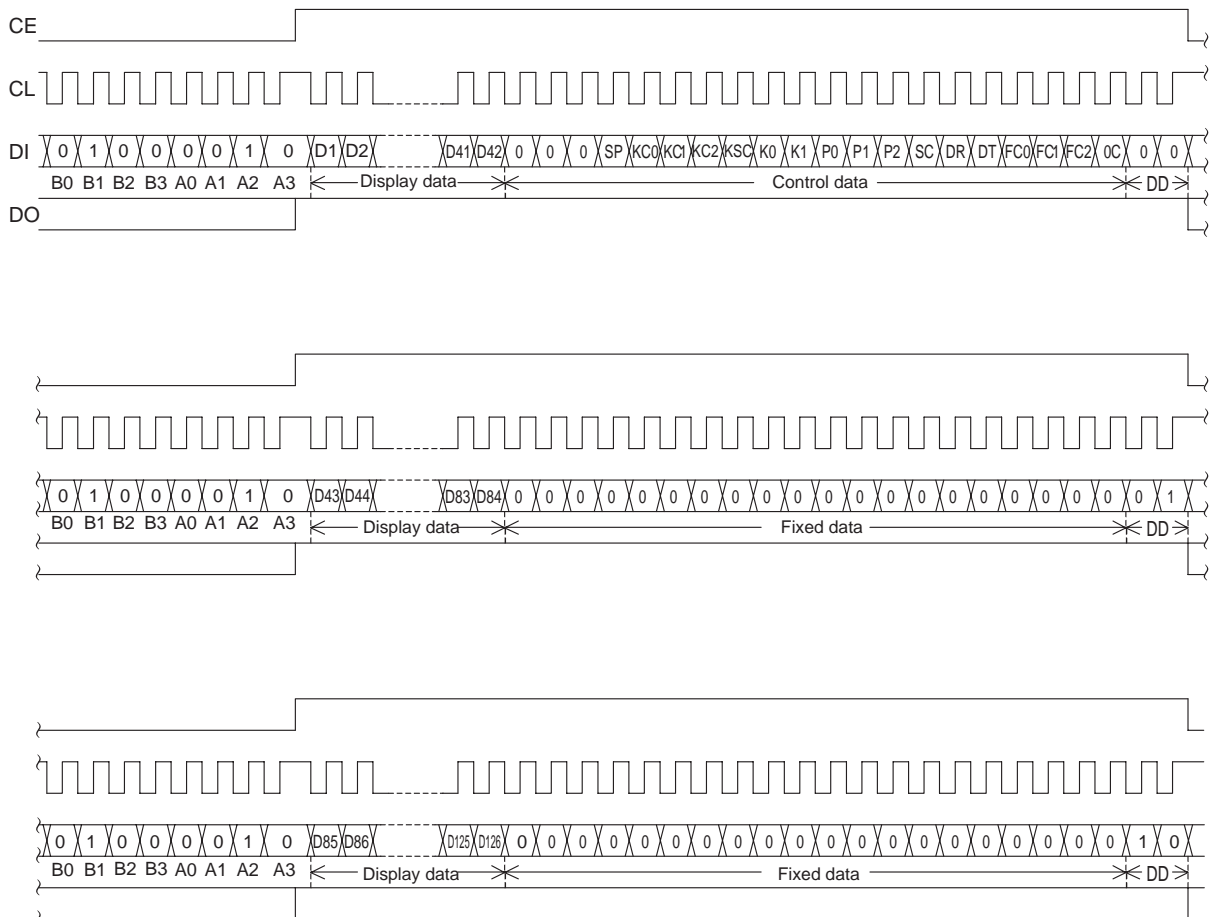 CE
CL
DI 0 1 0 0 0 0 1 0 D1 D2 D41 D42 0 0 0 SP KC0 KC1 KC2 KSC K0 K1 P0 P1 P2 SC DR DT FC0 FC1 FC2 OC 0 0
B0 B1 B2 B3 A0 A1 A2 A3 Display data Control data DD
DO
0 1 0 0 0 0 1 0 D43 D44 D83 D84 0 0 0 0 0 0 0 0 0 0 0 0 0 0 0 0 0 0 0 0 0 1
B0 B1 B2 B3 A0 A1 A2 A3 Display data Fixed data DD
0 1 0 0 0 0 1 0 D85 D86 D125 D126 0 0 0 0 0 0 0 0 0 0 0 0 0 0 0 0 0 0 0 0 1 0
B0 B1 B2 B3 A0 A1 A2 A3 Display data Fixed data DD